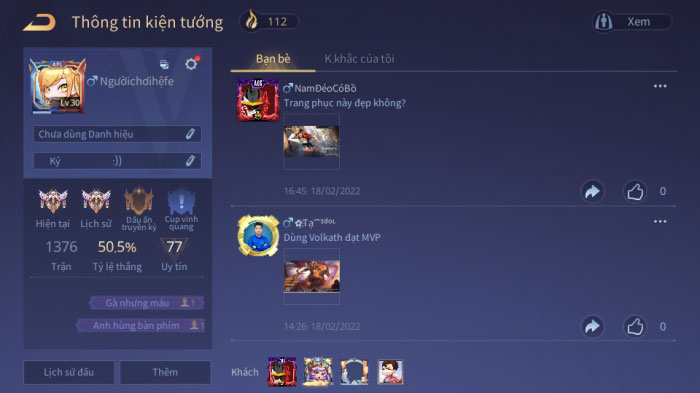 Thông tin kiện tướng
112
Xem
Bạn bè
K.khắc của tôi
APL
Ngườichơihệfe
Lv.30
Chưa dùng Danh hiệu
Ký :))
Hiện tại
Lịch sử
Dấu ấn truyền kỳ
Cup vinh quang
1376
50,5%
77
Trận
Tỷ lệ thắng
Uy tín
Gà nhưng máu 1
Anh hùng bàn phím 1
Lịch sử đấu
Thêm
AOG
NamĐéoCóBồ
Trang phục này đẹp không?
16:45: 18/02/2022
0
Dùng Volkath đạt MVP
14:26: 18/02/2022
0
Khách